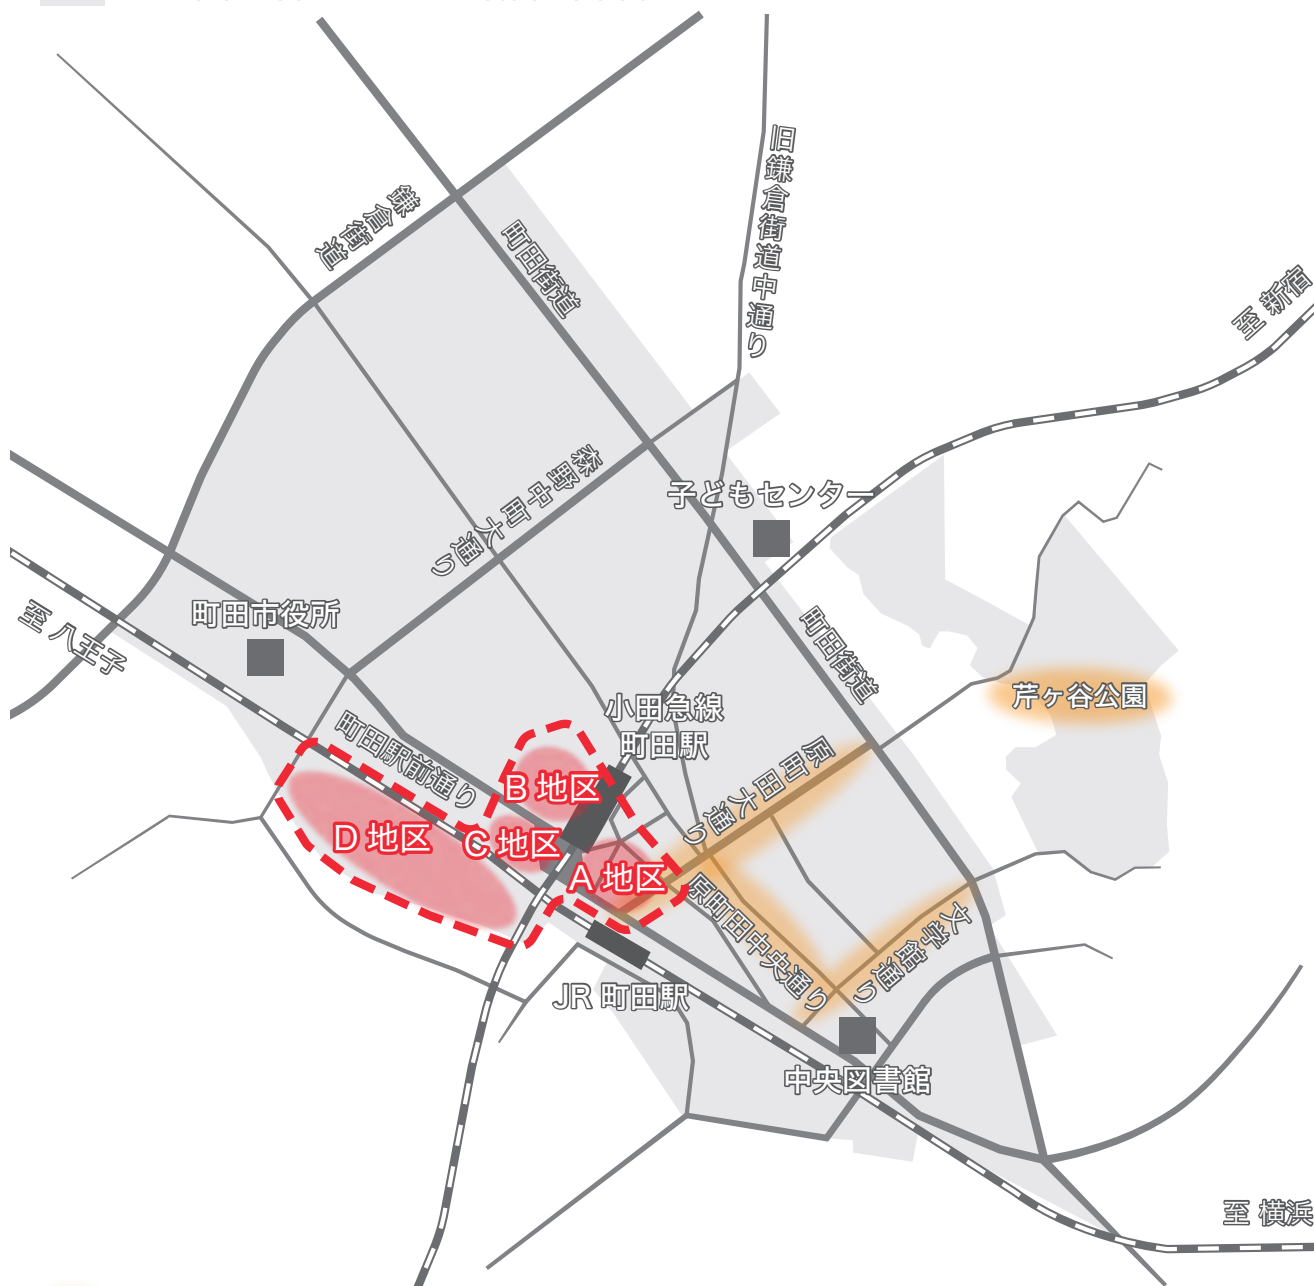 旧鎌倉街道中通り
鎌倉街道
町田街道
至 新宿
森野中町大通り
子どもセンター
町田市役所
至 八王子
町田街道
芹ヶ谷公園
小田急線
町田駅
町田駅前通り
原町田大通り
B 地区
D 地区
C 地区
A 地区
原町田中央通り
文学館通り
JR 町田駅
中央図書館
至 横浜